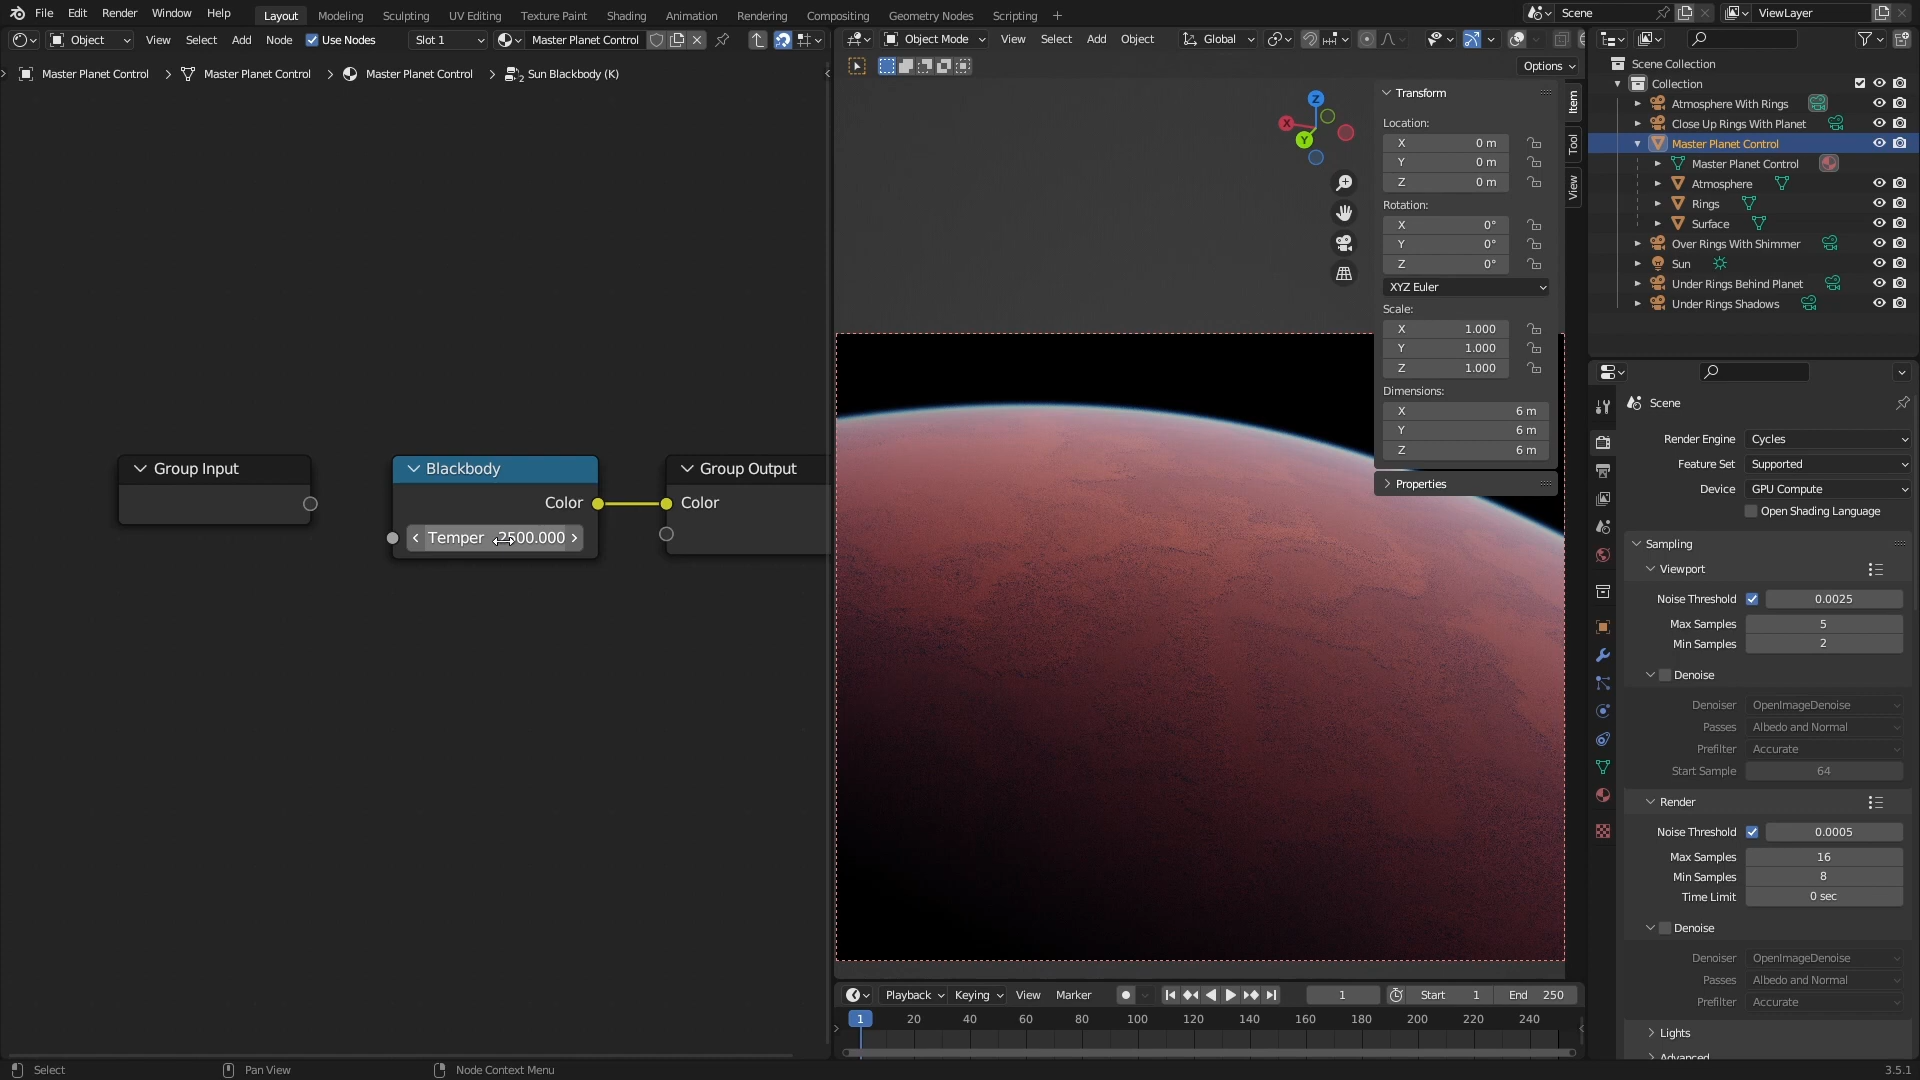 File Edit Render Window Help Layout Modeling Sculpting UV Editing Texture Paint Shading Animation Rendering Compositing Geometry Nodes Scripting + Scene ViewLayer
Object View Select Add Node Use Nodes Slot 1 Master Planet Control
Master Planet Control > Master Planet Control > Master Planet Control > Sun Blackbody (K)
Group Input
Blackbody
Color
Temper 2500.000
Group Output
Color
Object Mode View Select Add Object Global
Options
Z
X
Y
Transform
Location:
X 0 m
Y 0 m
Z 0 m
Rotation:
X 0°
Y 0°
Z 0°
XYZ Euler
Scale:
X 1.000
Y 1.000
Z 1.000
Dimensions:
X 6 m
Y 6 m
Z 6 m
Properties
Item
Tool
View
Playback Keying View Marker 1 Start 1 End 250
1 20 40 60 80 100 120 140 160 180 200 220 240
Scene Collection
Collection
Atmosphere With Rings
Close Up Rings With Planet
Master Planet Control
Master Planet Control
Atmosphere
Rings
Surface
Over Rings With Shimmer
Sun
Under Rings Behind Planet
Under Rings Shadows
Scene
Render Engine Cycles
Feature Set Supported
Device GPU Compute
Open Shading Language
Sampling
Viewport
Noise Threshold 0.0025
Max Samples 5
Min Samples 2
Denoise
Denoiser OpenImageDenoise
Passes Albedo and Normal
Prefilter Accurate
Start Sample 64
Render
Noise Threshold 0.0005
Max Samples 16
Min Samples 8
Time Limit 0 sec
Denoise
Denoiser OpenImageDenoise
Passes Albedo and Normal
Prefilter Accurate
Lights
Advanced
Select Pan View Node Context Menu 3.5.1